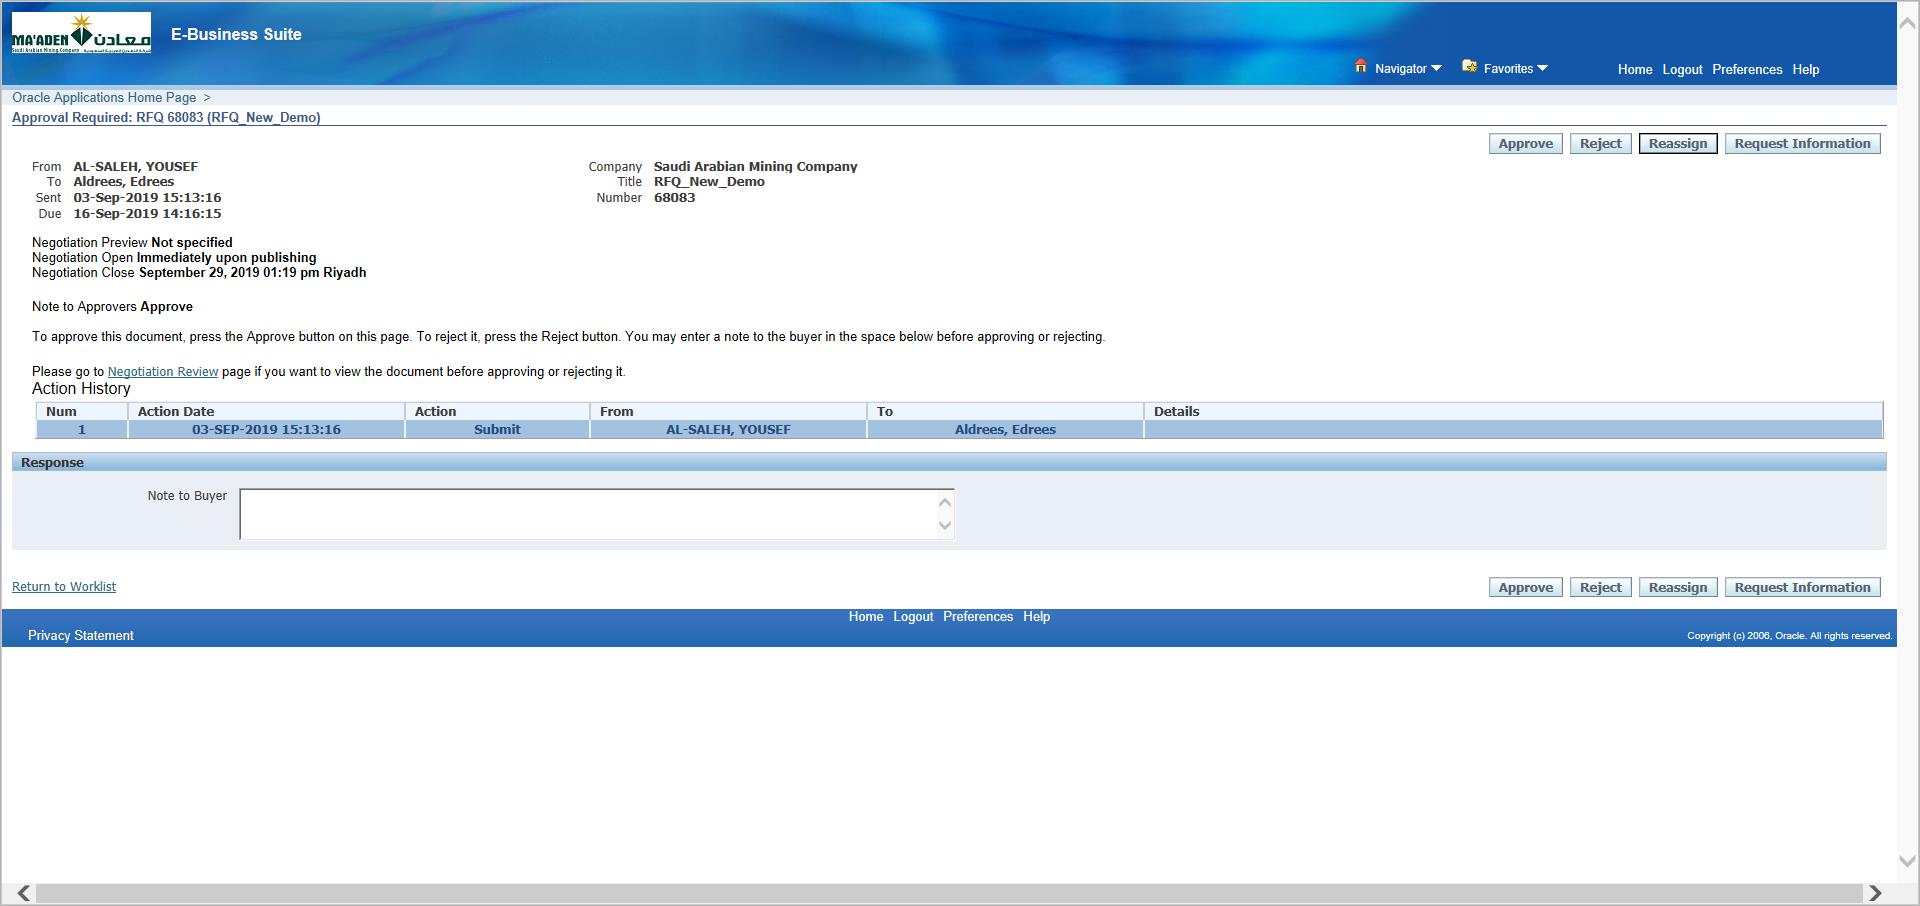 MA'ADEN معادن
Saudi Arabian Mining Company
E-Business Suite
Navigator Favorites Home Logout Preferences Help
Oracle Applications Home Page >
Approval Required: RFQ 68083 (RFQ_New_Demo)
Approve Reject Reassign Request Information
From AL-SALEH, YOUSEF Company Saudi Arabian Mining Company
To Aldrees, Edrees Title RFQ_New_Demo
Sent 03-Sep-2019 15:13:16 Number 68083
Due 16-Sep-2019 14:16:15
Negotiation Preview Not specified
Negotiation Open Immediately upon publishing
Negotiation Close September 29, 2019 01:19 pm Riyadh
Note to Approvers Approve
To approve this document, press the Approve button on this page. To reject it, press the Reject button. You may enter a note to the buyer in the space below before approving or rejecting.
Please go to Negotiation Review page if you want to view the document before approving or rejecting it.
Action History
Num Action Date Action From To Details
1 03-SEP-2019 15:13:16 Submit AL-SALEH, YOUSEF Aldrees, Edrees
Response
Note to Buyer
Return to Worklist Approve Reject Reassign Request Information
Home Logout Preferences Help
Privacy Statement Copyright (c) 2006, Oracle. All rights reserved.